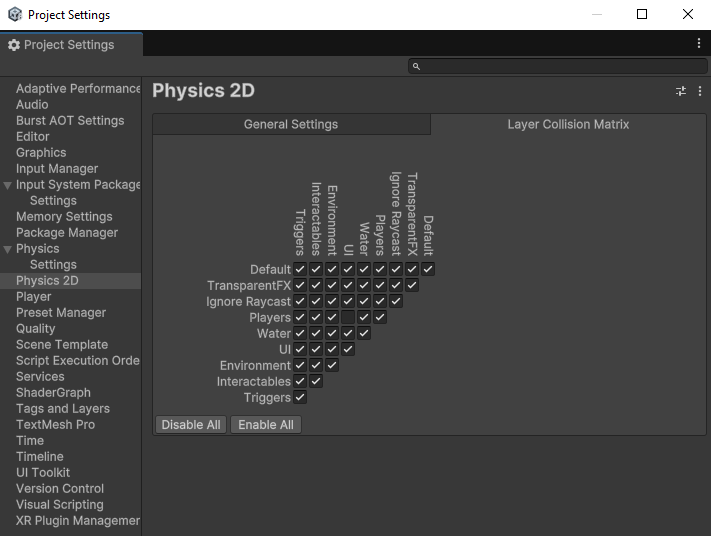 Project Settings
Project Settings
Adaptive Performance
Audio
Burst AOT Settings
Editor
Graphics
Input Manager
Input System Package
Settings
Memory Settings
Package Manager
Physics
Settings
Physics 2D
Player
Preset Manager
Quality
Scene Template
Script Execution Orde
Services
ShaderGraph
Tags and Layers
TextMesh Pro
Time
Timeline
UI Toolkit
Version Control
Visual Scripting
XR Plugin Managemer
Physics 2D
General Settings
Layer Collision Matrix
Triggers
Interactables
Environment
UI
Water
Players
Ignore Raycast
TransparentFX
Default
Default
TransparentFX
Ignore Raycast
Players
Water
UI
Environment
Interactables
Triggers
Disable All
Enable All